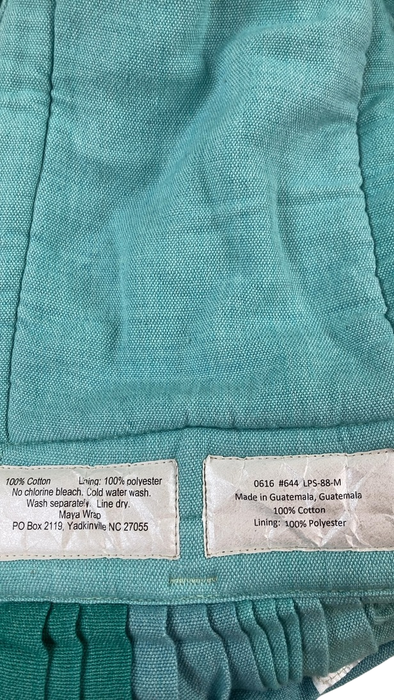 100% Cotton Lining: 100% polyester
No chlorine bleach. Cold water wash.
Wash separately. Line dry.
Maya Wrap
PO Box 2119, Yadkinville NC 27055
0616 #644 LPS-88-M
Made in Guatemala, Guatemala
100% Cotton
Lining: 100% Polyester